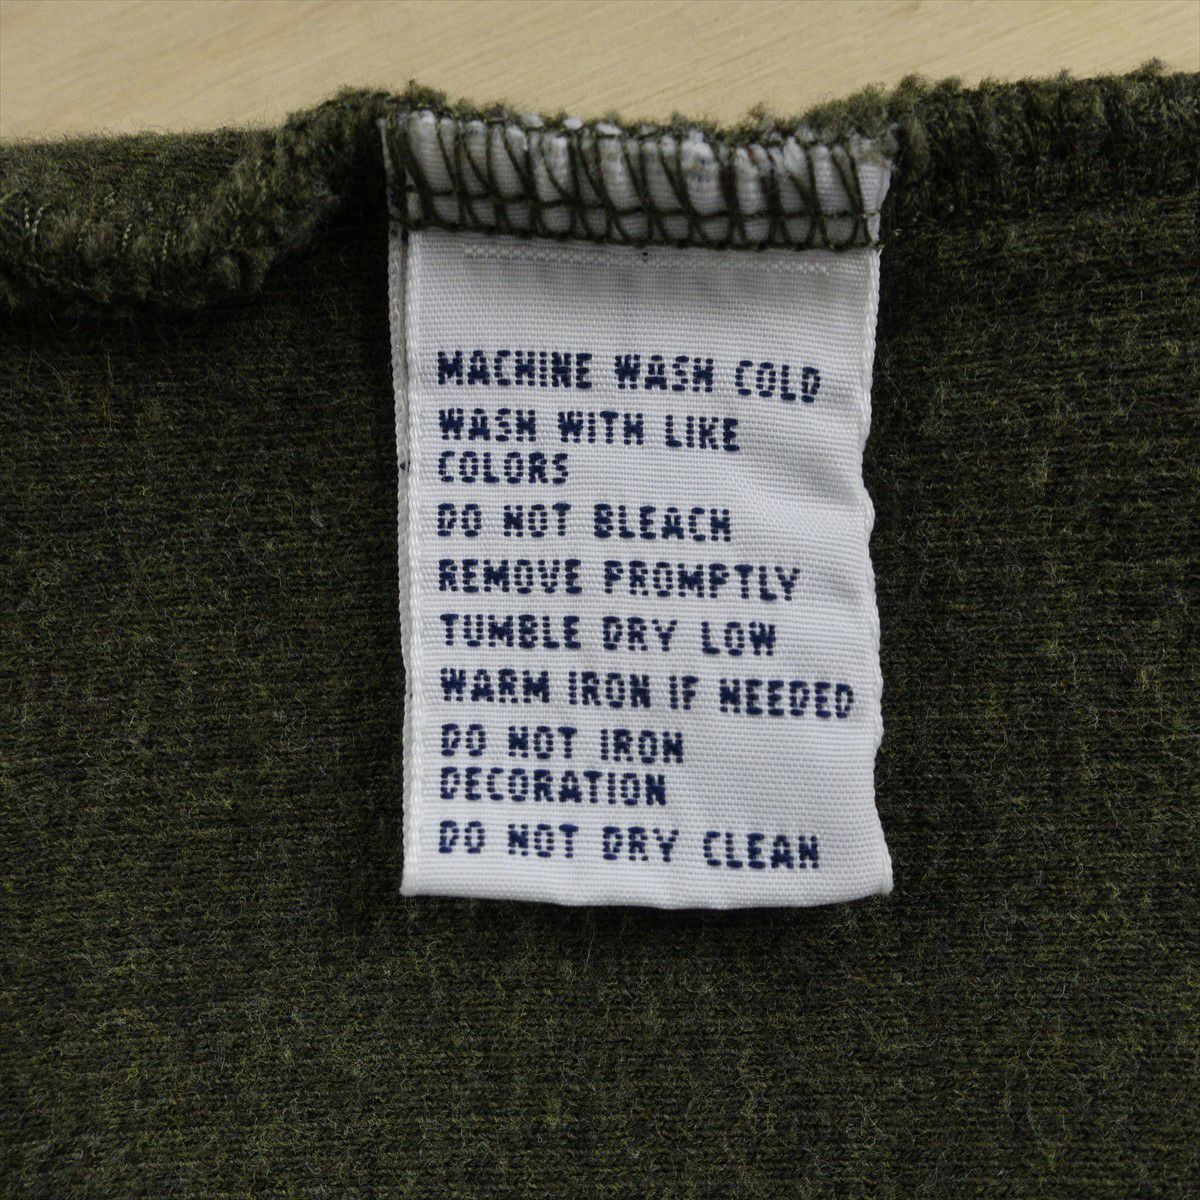 MACHINE WASH COLD
WASH WITH LIKE
COLORS
DO NOT BLEACH
REMOVE PROMPTLY
TUMBLE DRY LOW
WARM IRON IF NEEDED
DO NOT IRON
DECORATION
DO NOT DRY CLEAN